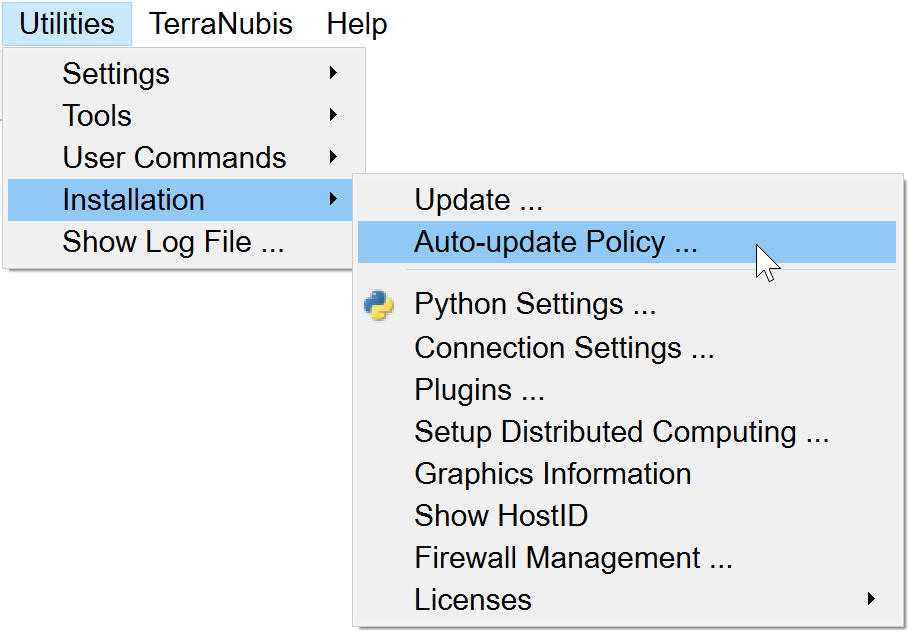 Utilities TerraNubis Help
Settings
Tools
User Commands
Installation
Show Log File ...
Update ...
Auto-update Policy ...
Python Settings ...
Connection Settings ...
Plugins ...
Setup Distributed Computing ...
Graphics Information
Show HostID
Firewall Management ...
Licenses